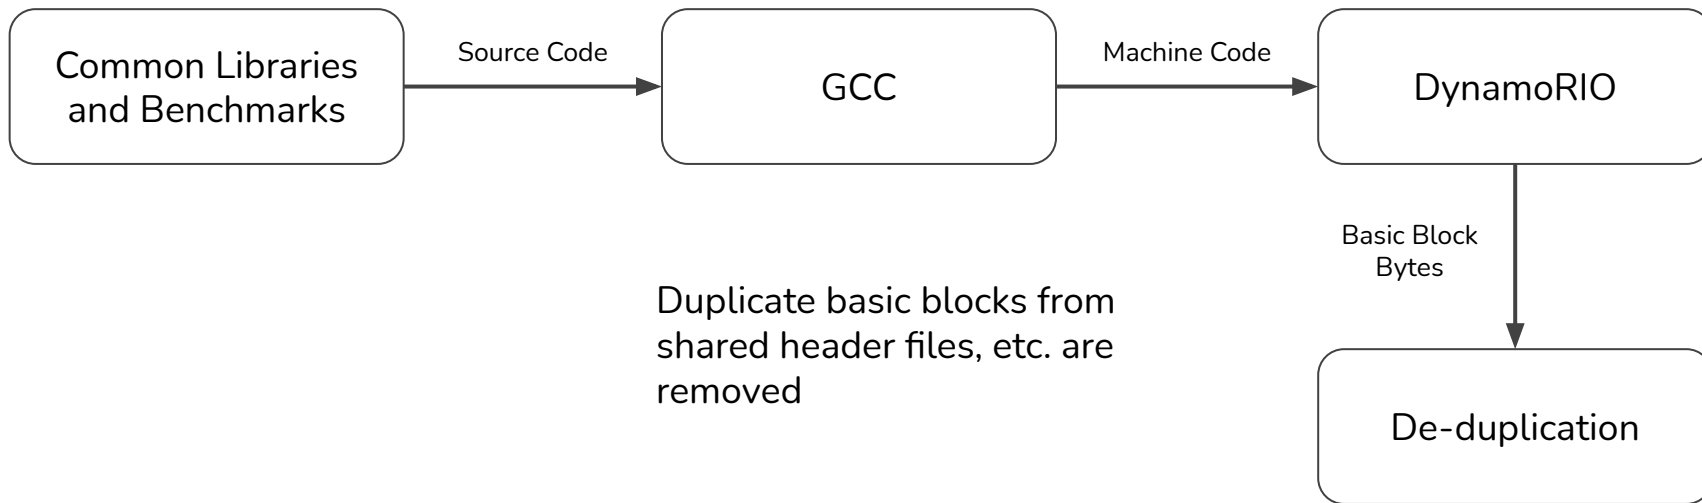 Common Libraries
and Benchmarks
Source Code
GCC
Machine Code
DynamoRIO
Basic Block
Bytes
Duplicate basic blocks from
shared header files, etc. are
removed
De-duplication